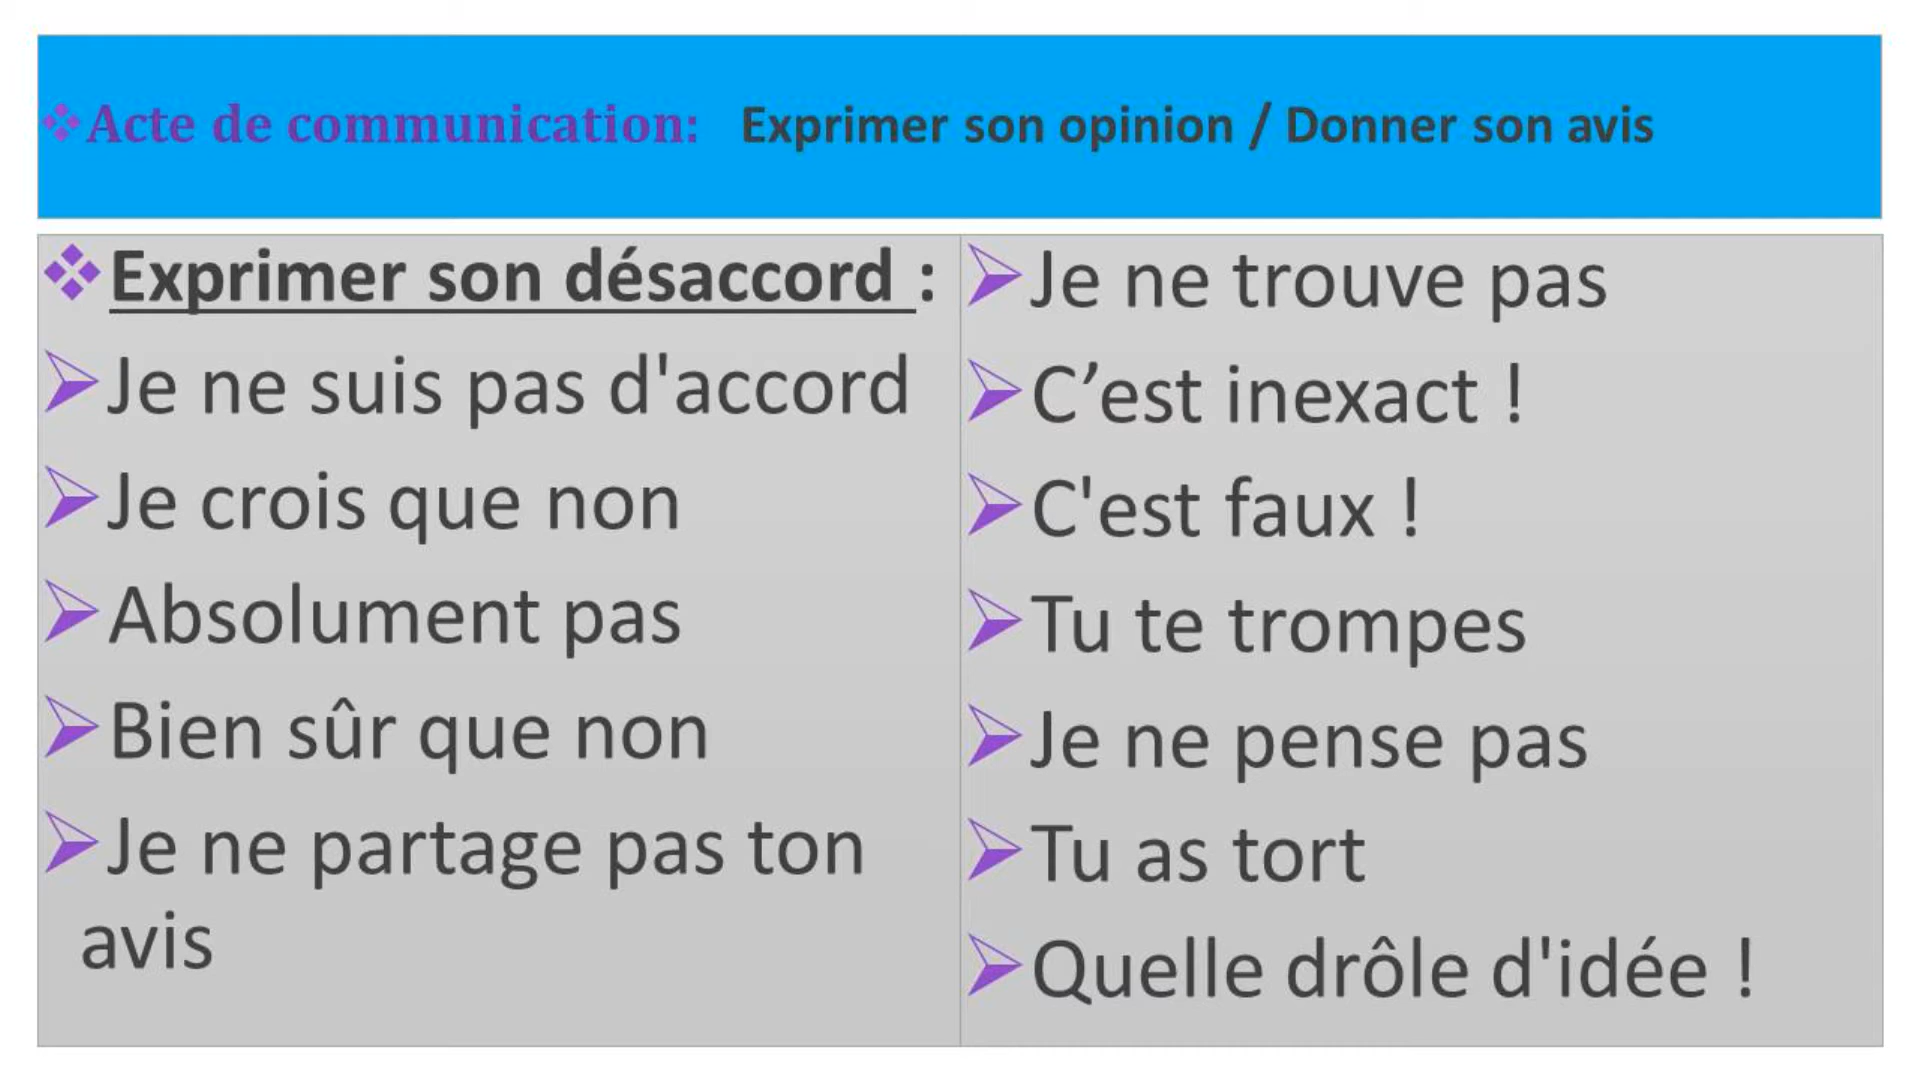 Acte de communication: Exprimer son opinion / Donner son avis
Exprimer son désaccord :
Je ne suis pas d'accord
Je crois que non
Absolument pas
Bien sûr que non
Je ne partage pas ton
avis
Je ne trouve pas
C’est inexact !
C'est faux !
Tu te trompes
Je ne pense pas
Tu as tort
Quelle drôle d'idée !